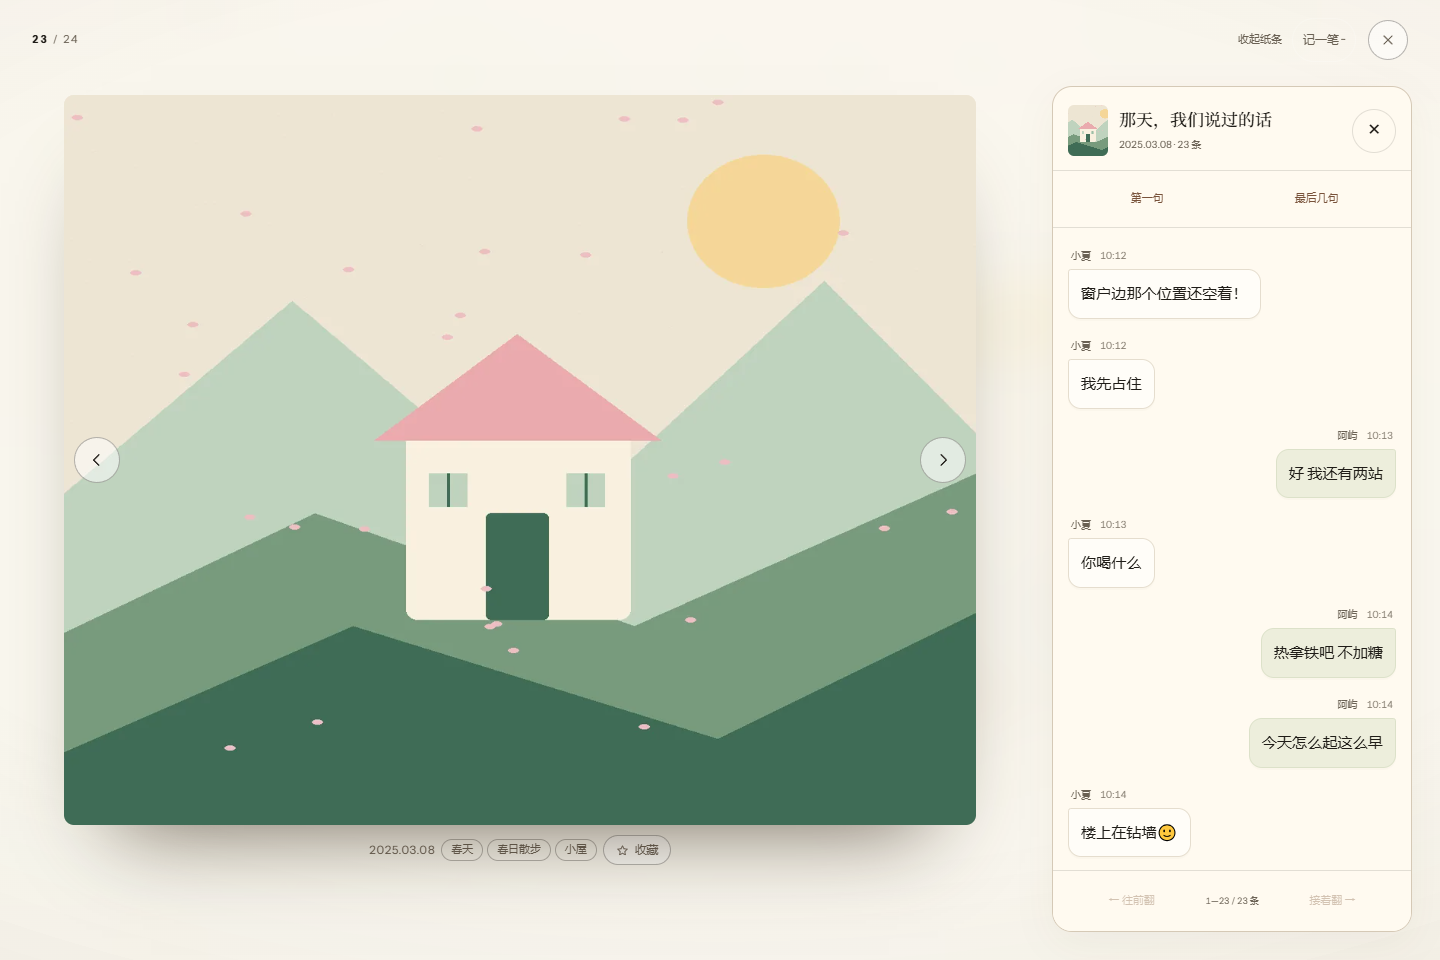 23 / 24
收起纸条
记一笔 -
那天，我们说过的话
2025.03.08 · 23 条
第一句
最后几句
小夏 10:12
窗户边那个位置还空着！
小夏 10:12
我先占住
阿屿 10:13
好 我还有两站
小夏 10:13
你喝什么
阿屿 10:14
热拿铁吧 不加糖
阿屿 10:14
今天怎么起这么早
小夏 10:14
楼上在钻墙🙂
← 往前翻
1—23 / 23 条
接着翻 →
2025.03.08
春天
春日散步
小屋
收藏